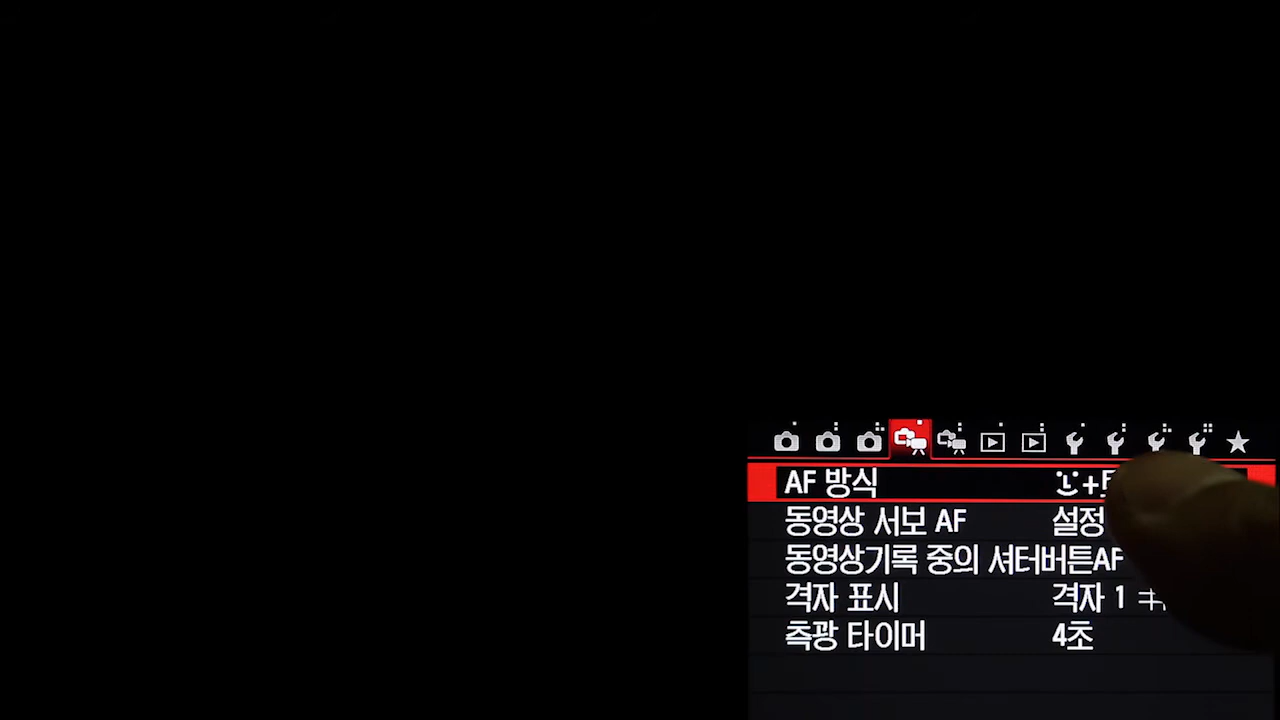 AF 방식
동영상 서보 AF 설정
동영상기록 중의 셔터버튼AF
격자 표시 격자 1
측광 타이머 4초